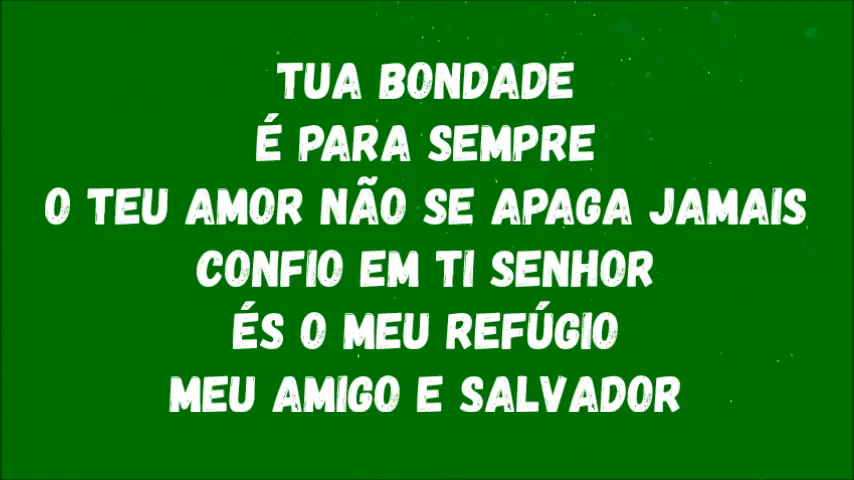 TUA BONDADE
É PARA SEMPRE
O TEU AMOR NÃO SE APAGA JAMAIS
CONFIO EM TI SENHOR
ÉS O MEU REFÚGIO
MEU AMIGO E SALVADOR